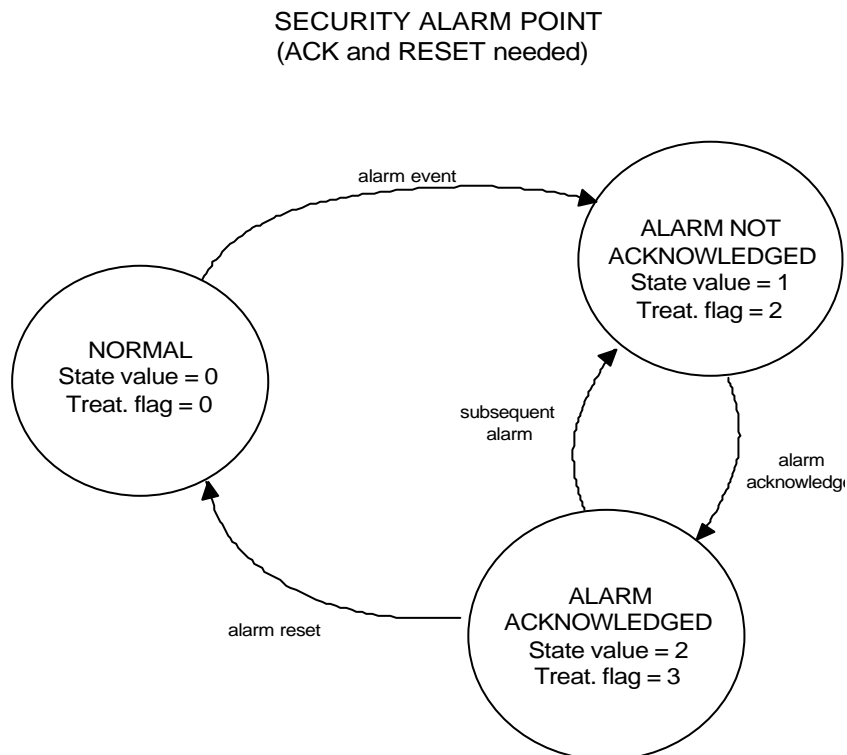 SECURITY ALARM POINT
(ACK and RESET needed)
alarm event
ALARM NOT
ACKNOWLEDGED
State value = 1
Treat. flag = 2
NORMAL
State value = 0
Treat. flag = 0
subsequent
alarm
alarm
acknowledge
ALARM
ACKNOWLEDGED
State value = 2
Treat. flag = 3
alarm reset